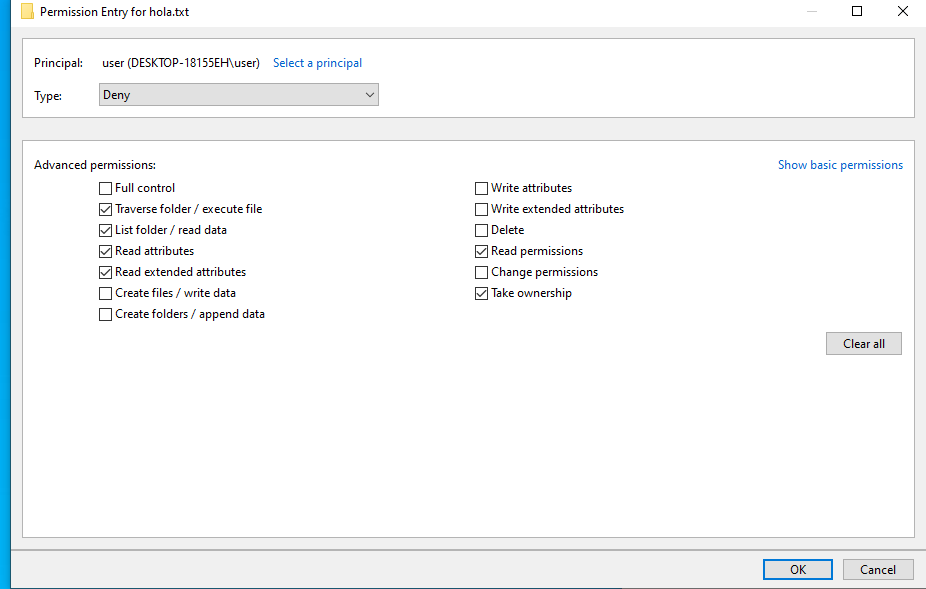 Permission Entry for hola.txt
Principal: user (DESKTOP-18155EH\user) Select a principal
Type: Deny
Advanced permissions: Show basic permissions
Full control Write attributes
Traverse folder / execute file Write extended attributes
List folder / read data Delete
Read attributes Read permissions
Read extended attributes Change permissions
Create files / write data Take ownership
Create folders / append data
Clear all
OK Cancel